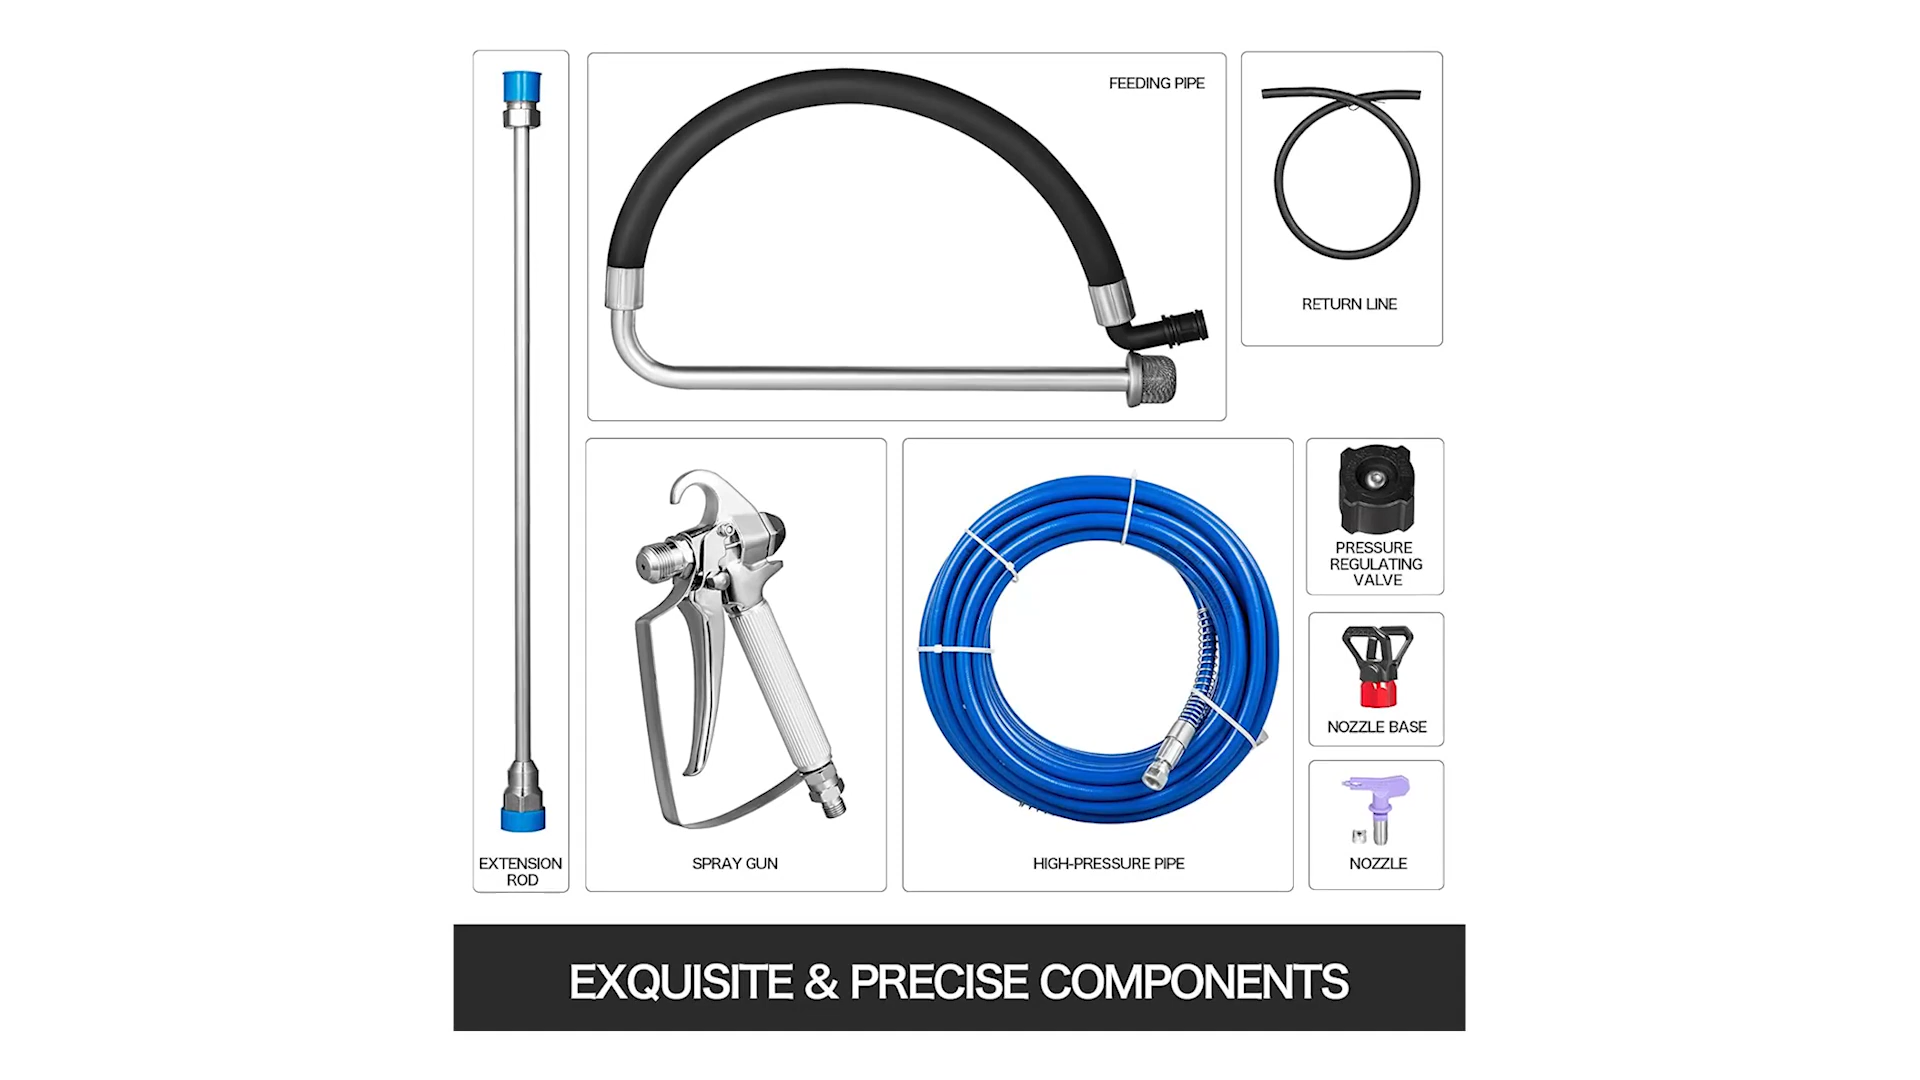 FEEDING PIPE
RETURN LINE
EXTENSION
ROD
SPRAY GUN
HIGH-PRESSURE PIPE
PRESSURE
REGULATING
VALVE
NOZZLE BASE
NOZZLE
EXQUISITE & PRECISE COMPONENTS